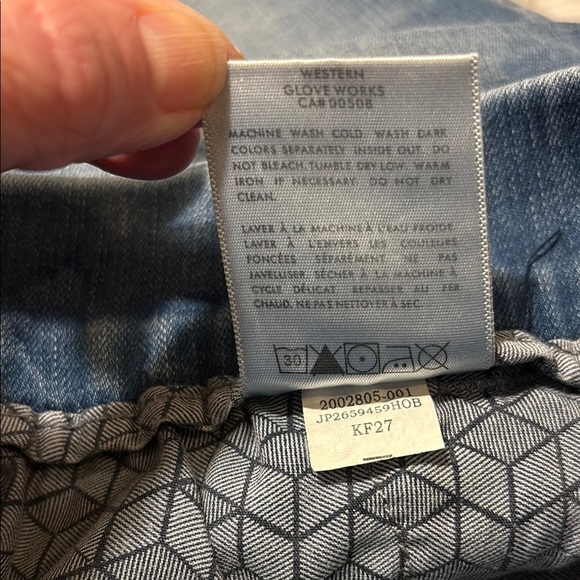 WESTERN
GLOVE WORKS
CA# 00508
MACHINE WASH COLD. WASH DARK
COLORS SEPARATELY INSIDE OUT. DO
NOT BLEACH. TUMBLE DRY LOW. WARM
IRON IF NECESSARY. DO NOT DRY
CLEAN.
LAVER À LA MACHINE À L'EAU FROIDE.
LAVER À L'ENVERS LES COULEURS
FONCÉES SÉPARÉMENT. NE PAS
JAVELLISER. SÉCHER À LA MACHINE À
CYCLE DÉLICAT. REPASSER AU FER
CHAUD. NE PAS NETTOYER À SEC.
30
2002805-001
JP2659459HOB
KF27